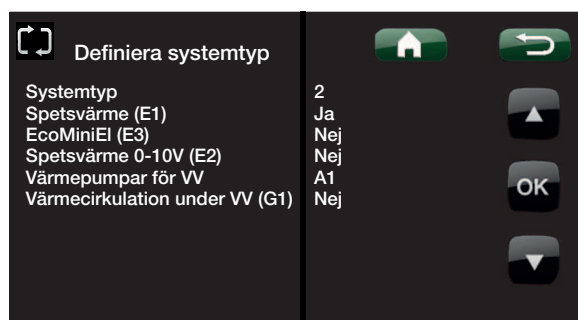 Definiera systemtyp
Systemtyp 2
Spetsvärme (E1) Ja
EcoMiniEl (E3) Nej
Spetsvärme 0-10V (E2) Nej
Värmepumpar för VV A1
Värmecirkulation under VV (G1) Nej
OK